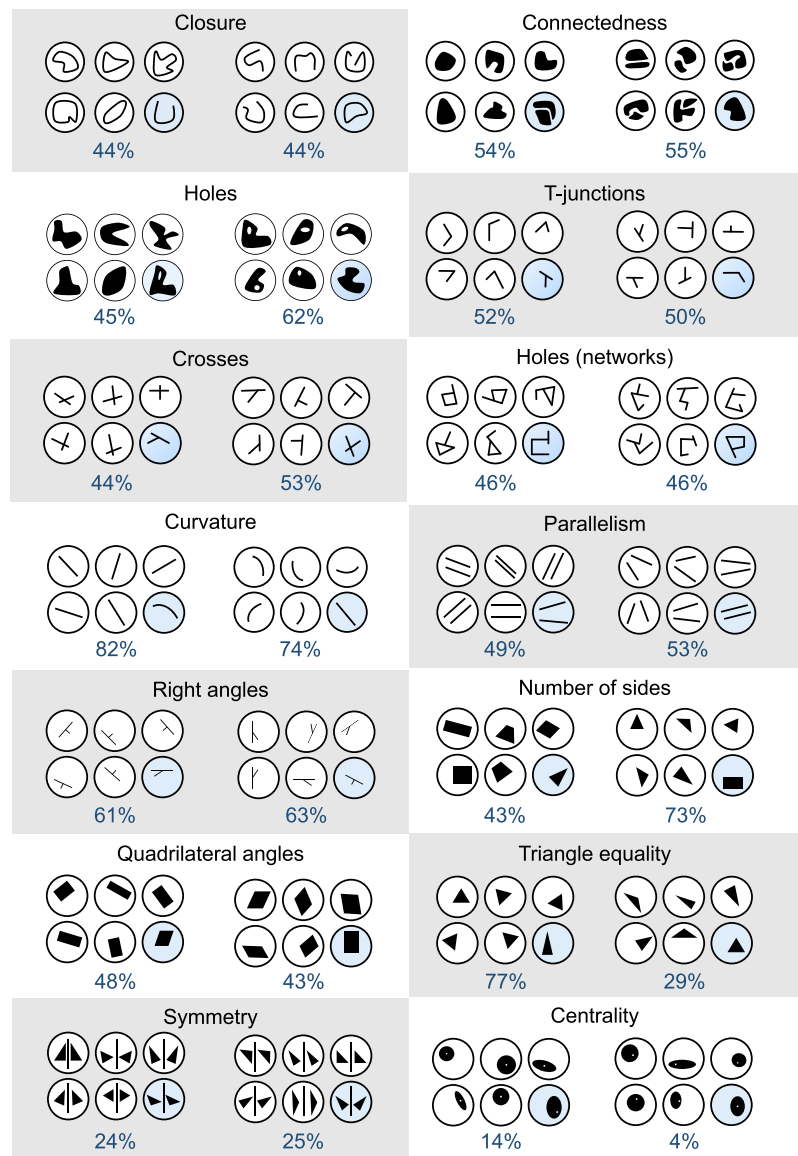 Closure
44% 44%
Connectedness
54% 55%
Holes
45% 62%
T-junctions
52% 50%
Crosses
44% 53%
Holes (networks)
46% 46%
Curvature
82% 74%
Parallelism
49% 53%
Right angles
61% 63%
Number of sides
43% 73%
Quadrilateral angles
48% 43%
Triangle equality
77% 29%
Symmetry
24% 25%
Centrality
14% 4%